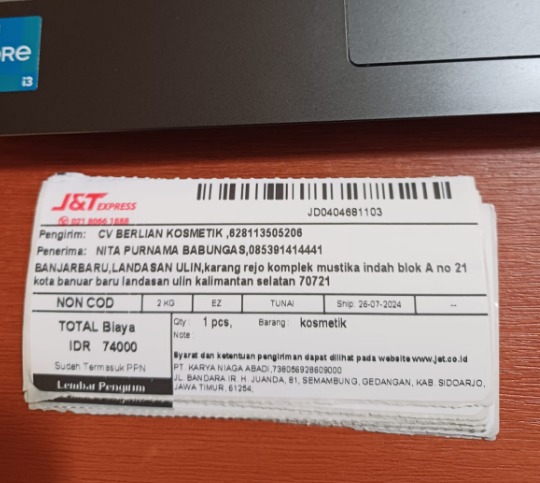 ORE
i3
J&T EXPRESS
021 8066 1888
JD0404681103
Pengirim: CV BERLIAN KOSMETIK ,628113505206
Penerima: NITA PURNAMA BABUNGAS,085391414441
BANJARBARU,LANDASAN ULIN,karang rejo komplek mustika indah blok A no 21
kota banuar baru landasan ulin kalimantan selatan 70721
NON COD 2 KG EZ TUNAI Ship: 26-07-2024 --
TOTAL Biaya
IDR 74000
Sudah Termasuk PPN
Lembar Pengirim
Qty : 1 pcs, Barang : kosmetik
Note :
Syarat dan ketentuan pengiriman dapat dilihat pada website www.jet.co.id
PT. KARYA NIAGA ABADI,738056928609000
JL. BANDARA IR. H. JUANDA, 81, SEMAMBUNG, GEDANGAN, KAB. SIDOARJO,
JAWA TIMUR, 61254,